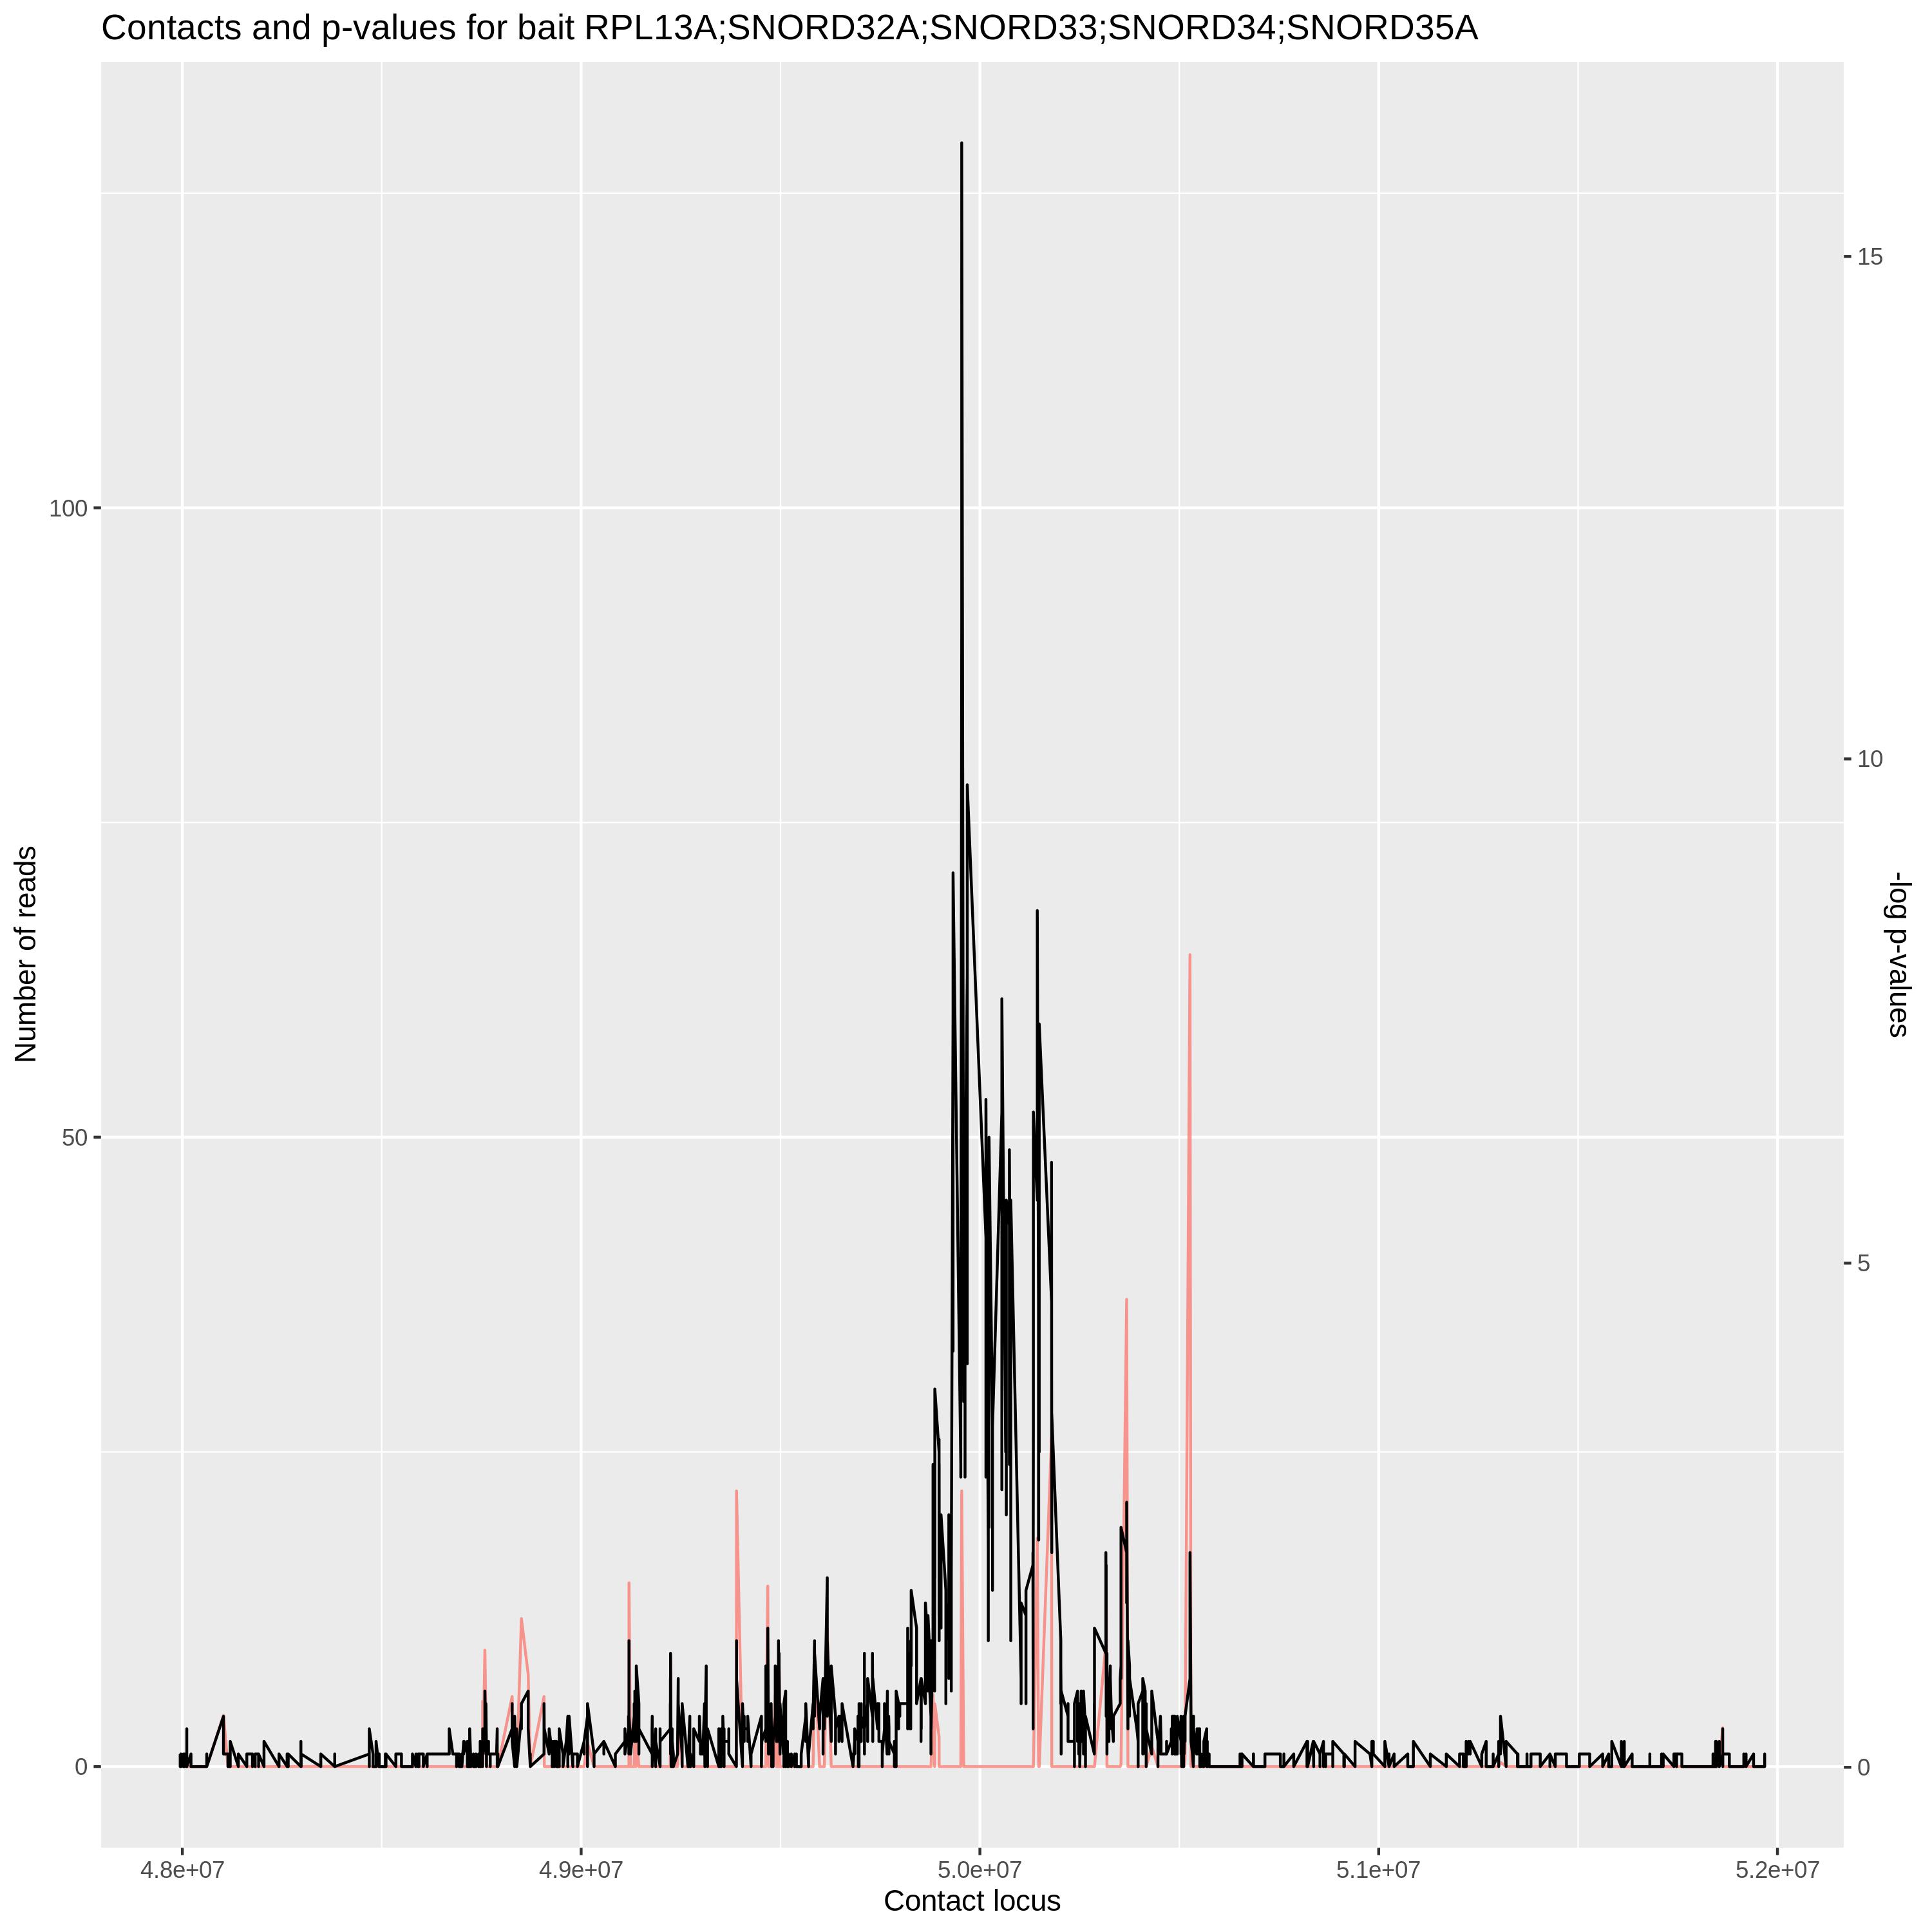 Contacts and p-values for bait RPL13A;SNORD32A;SNORD33;SNORD34;SNORD35A
Number of reads
100
50
0
15
10
5
0
-log p-values
4.8e+07
4.9e+07
5.0e+07
5.1e+07
5.2e+07
Contact locus